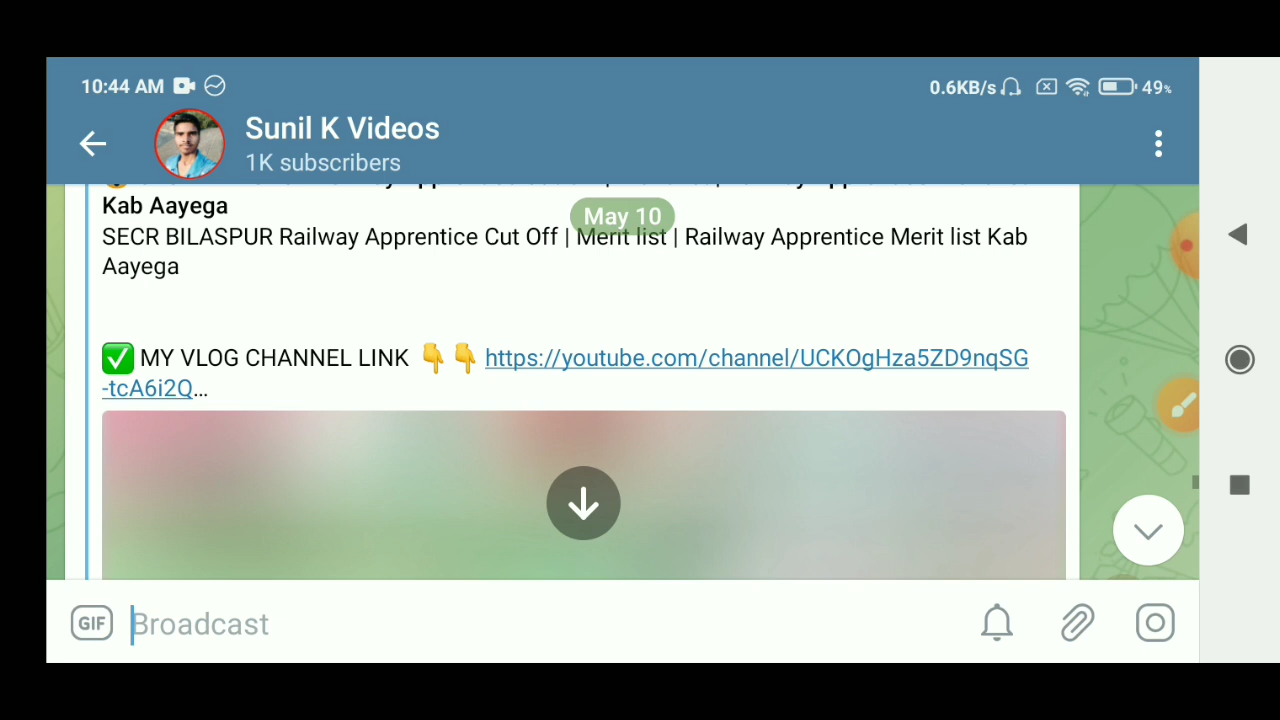 10:44 AM
0.6KB/s
49%
Sunil K Videos
1K subscribers
Kab Aayega
May 10
SECR BILASPUR Railway Apprentice Cut Off | Merit list | Railway Apprentice Merit list Kab
Aayega
✅ MY VLOG CHANNEL LINK 👇👇 https://youtube.com/channel/UCKOgHza5ZD9nqSG
-tcA6i2Q…
GIF
Broadcast